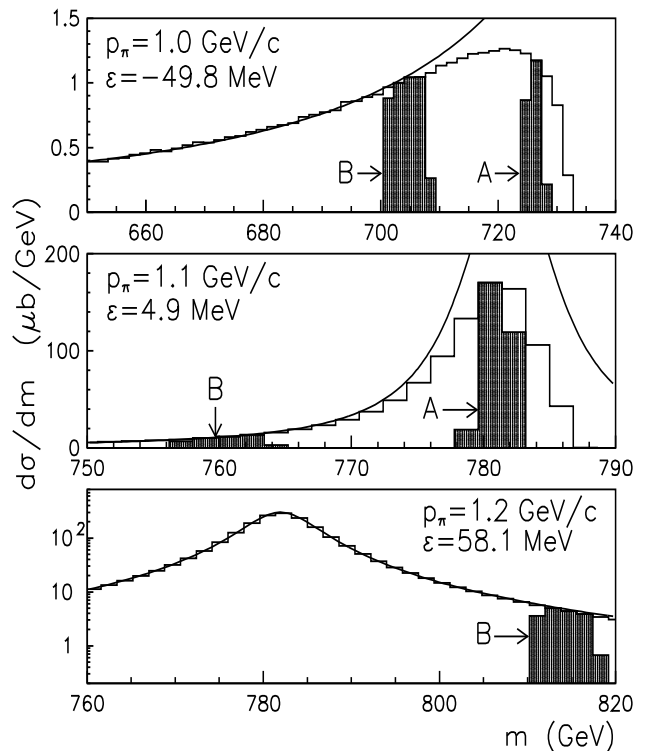 1.5
p_π=1.0 GeV/c
ε=−49.8 MeV
1
0.5
B
A
0
660
680
700
720
740
dσ/dm (μb/GeV)
200
p_π=1.1 GeV/c
ε=4.9 MeV
B
100
A
0
750
760
770
780
790
p_π=1.2 GeV/c
ε=58.1 MeV
10²
10
B
1
760
780
800
820
m (GeV)